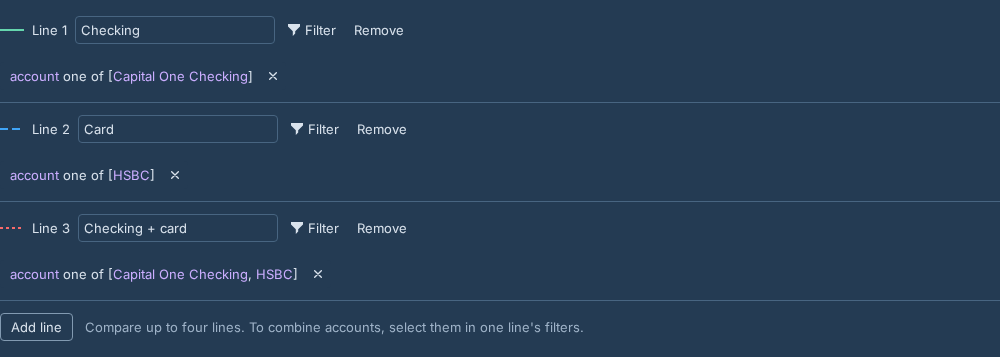 Line 1 Checking Filter Remove
account one of [Capital One Checking] ×
Line 2 Card Filter Remove
account one of [HSBC] ×
Line 3 Checking + card Filter Remove
account one of [Capital One Checking, HSBC] ×
Add line Compare up to four lines. To combine accounts, select them in one line's filters.